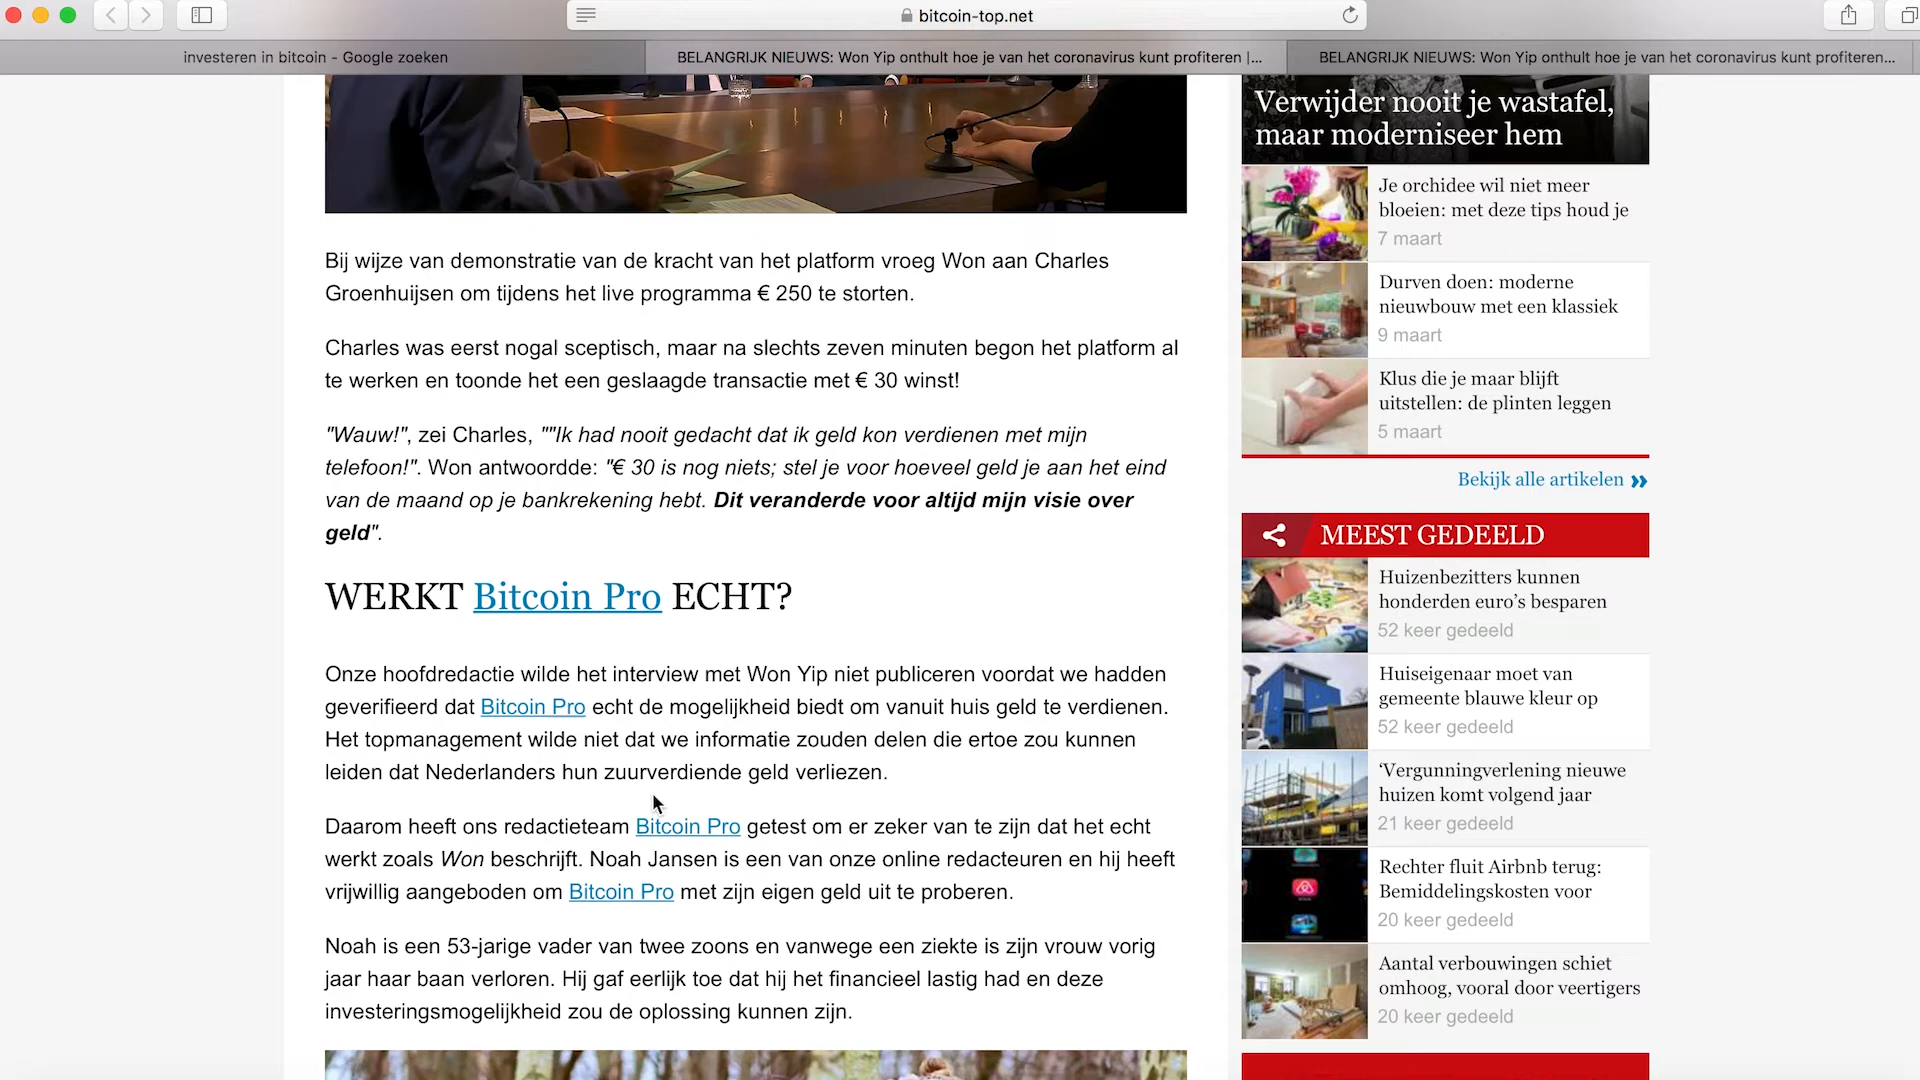 bitcoin-top.net
investeren in bitcoin - Google zoeken
BELANGRIJK NIEUWS: Won Yip onthult hoe je van het coronavirus kunt profiteren |...
BELANGRIJK NIEUWS: Won Yip onthult hoe je van het coronavirus kunt profiteren...
Bij wijze van demonstratie van de kracht van het platform vroeg Won aan Charles
Groenhuijsen om tijdens het live programma € 250 te storten.
Charles was eerst nogal sceptisch, maar na slechts zeven minuten begon het platform al
te werken en toonde het een geslaagde transactie met € 30 winst!
"Wauw!", zei Charles, ""Ik had nooit gedacht dat ik geld kon verdienen met mijn
telefoon!". Won antwoordde: "€ 30 is nog niets; stel je voor hoeveel geld je aan het eind
van de maand op je bankrekening hebt. Dit veranderde voor altijd mijn visie over
geld".
WERKT Bitcoin Pro ECHT?
Onze hoofdredactie wilde het interview met Won Yip niet publiceren voordat we hadden
geverifieerd dat Bitcoin Pro echt de mogelijkheid biedt om vanuit huis geld te verdienen.
Het topmanagement wilde niet dat we informatie zouden delen die ertoe zou kunnen
leiden dat Nederlanders hun zuurverdiende geld verliezen.
Daarom heeft ons redactieteam Bitcoin Pro getest om er zeker van te zijn dat het echt
werkt zoals Won beschrijft. Noah Jansen is een van onze online redacteuren en hij heeft
vrijwillig aangeboden om Bitcoin Pro met zijn eigen geld uit te proberen.
Noah is een 53-jarige vader van twee zoons en vanwege een ziekte is zijn vrouw vorig
jaar haar baan verloren. Hij gaf eerlijk toe dat hij het financieel lastig had en deze
investeringsmogelijkheid zou de oplossing kunnen zijn.
Verwijder nooit je wastafel,
maar moderniseer hem
Je orchidee wil niet meer
bloeien: met deze tips houd je
7 maart
Durven doen: moderne
nieuwbouw met een klassiek
9 maart
Klus die je maar blijft
uitstellen: de plinten leggen
5 maart
Bekijk alle artikelen
MEEST GEDEELD
Huizenbezitters kunnen
honderden euro's besparen
52 keer gedeeld
Huiseigenaar moet van
gemeente blauwe kleur op
52 keer gedeeld
'Vergunningverlening nieuwe
huizen komt volgend jaar
21 keer gedeeld
Rechter fluit Airbnb terug:
Bemiddelingskosten voor
20 keer gedeeld
Aantal verbouwingen schiet
omhoog, vooral door veertigers
20 keer gedeeld